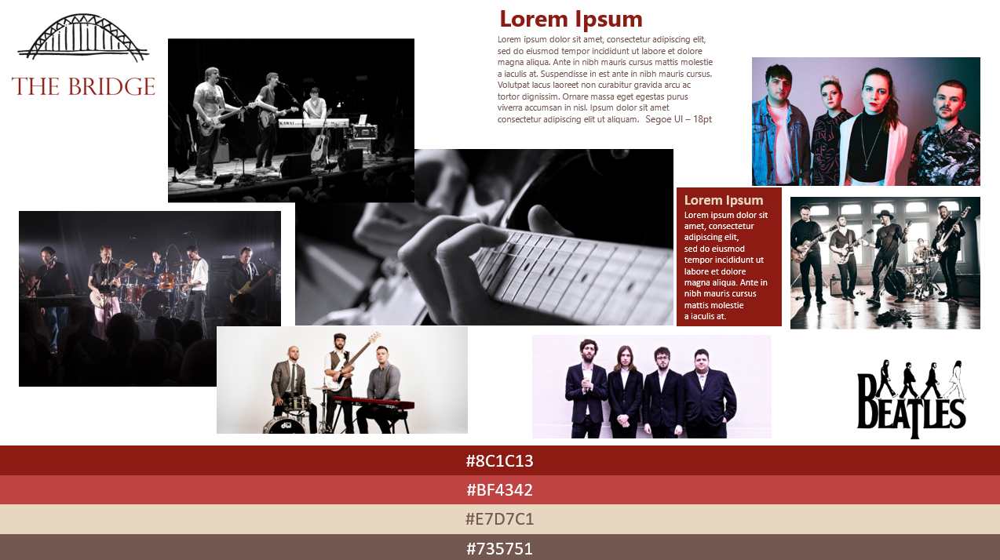 THE BRIDGE
Lorem Ipsum
Lorem ipsum dolor sit amet, consectetur adipiscing elit,
sed do eiusmod tempor incididunt ut labore et dolore
magna aliqua. Ante in nibh mauris cursus mattis molestie
a iaculis at. Suspendisse in est ante in nibh mauris cursus.
Volutpat lacus laoreet non curabitur gravida arcu ac
tortor dignissim. Ornare massa eget egestas purus
viverra accumsan in nisl. Ipsum dolor sit amet
consectetur adipiscing elit ut aliquam. Segoe UI – 18pt
KAWAI
Lorem Ipsum
Lorem ipsum dolor sit
amet, consectetur
adipiscing elit,
sed do eiusmod
tempor incididunt ut
labore et dolore
magna aliqua. Ante in
nibh mauris cursus
mattis molestie
a iaculis at.
dw
BEATLES
#8C1C13
#BF4342
#E7D7C1
#735751